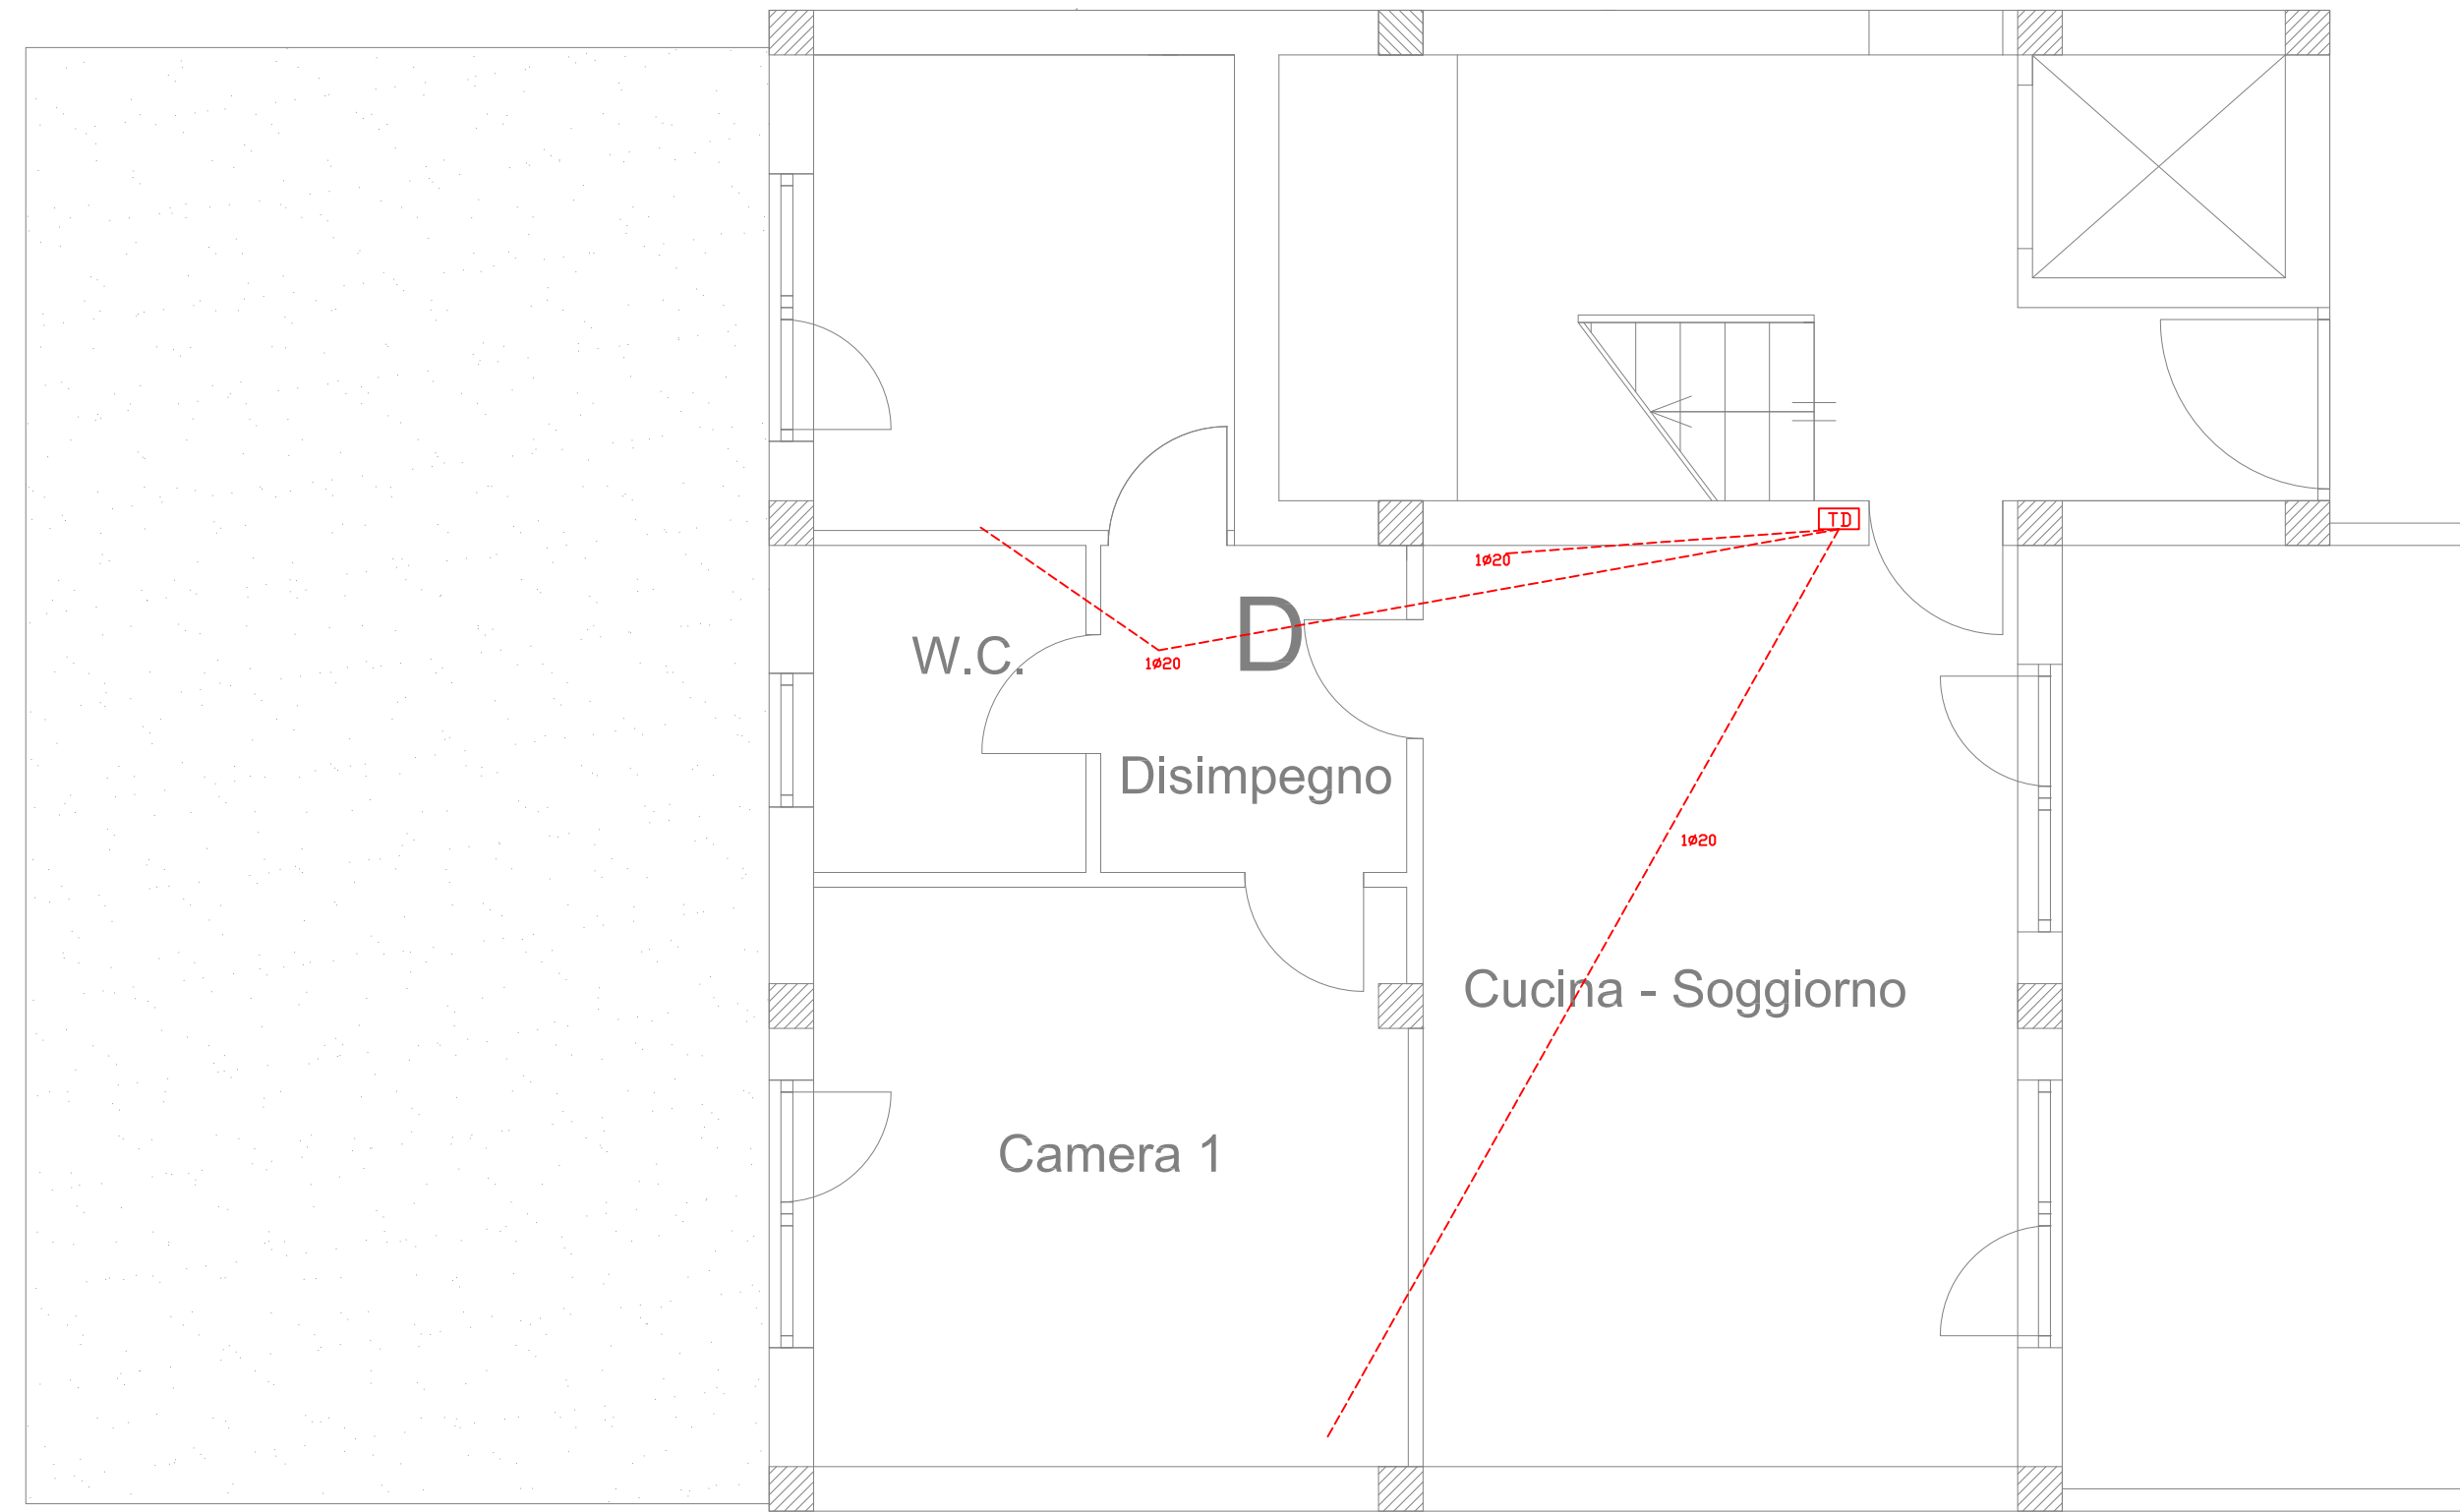 TD
1Ø20
D
W.C.
1Ø20
Disimpegno
1Ø20
Cucina - Soggiorno
Camera 1